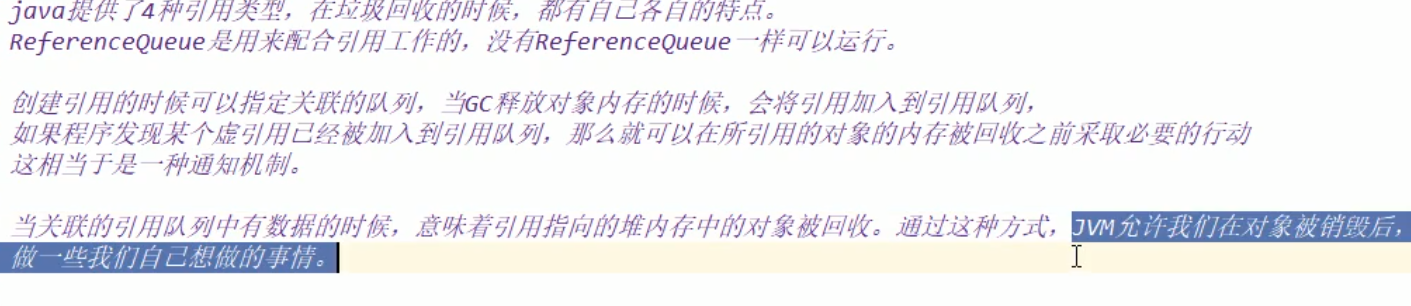 java提供了4种引用类型，在垃圾回收的时候，都有自己各自的特点。
ReferenceQueue是用来配合引用工作的，没有ReferenceQueue一样可以运行。
创建引用的时候可以指定关联的队列，当GC释放对象内存的时候，会将引用加入到引用队列，
如果程序发现某个虚引用已经被加入到引用队列，那么就可以在所引用的对象的内存被回收之前采取必要的行动
这相当于是一种通知机制。
当关联的引用队列中有数据的时候，意味着引用指向的堆内存中的对象被回收。通过这种方式，JVM允许我们在对象被销毁后，
做一些我们自己想做的事情。